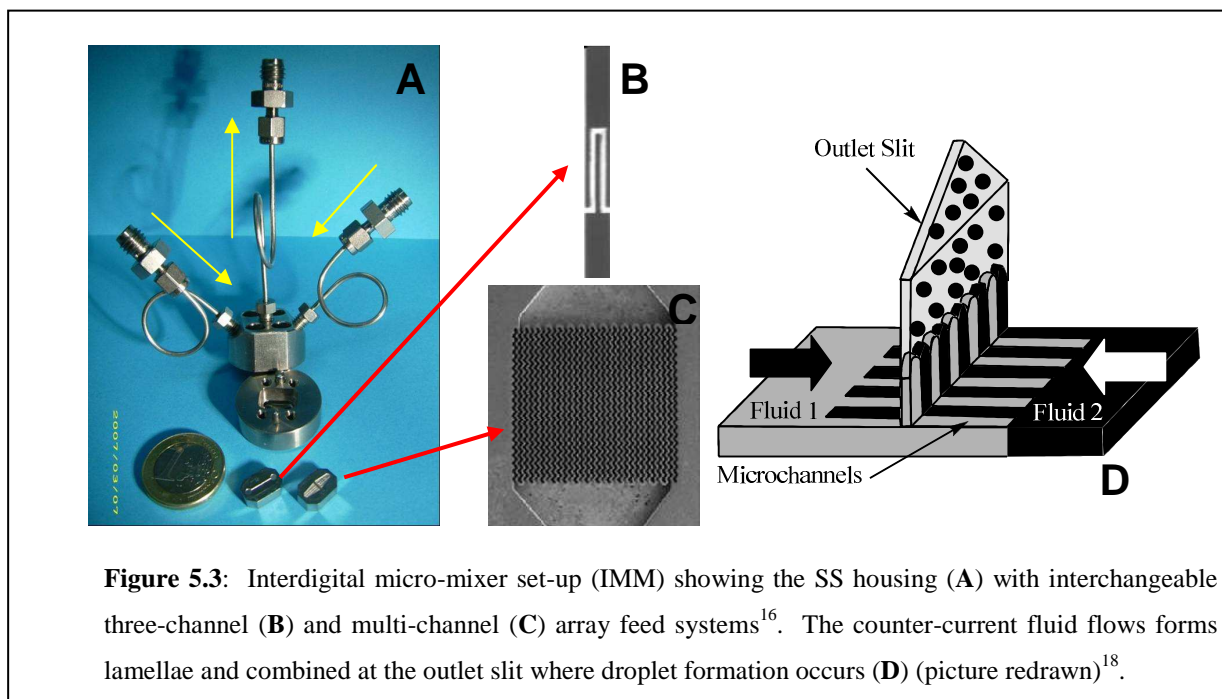 A
B
C
2007/03/07
Outlet Slit
Fluid 1
Fluid 2
Microchannels
D
Figure 5.3: Interdigital micro-mixer set-up (IMM) showing the SS housing (A) with interchangeable
three-channel (B) and multi-channel (C) array feed systems16. The counter-current fluid flows forms
lamellae and combined at the outlet slit where droplet formation occurs (D) (picture redrawn)18.